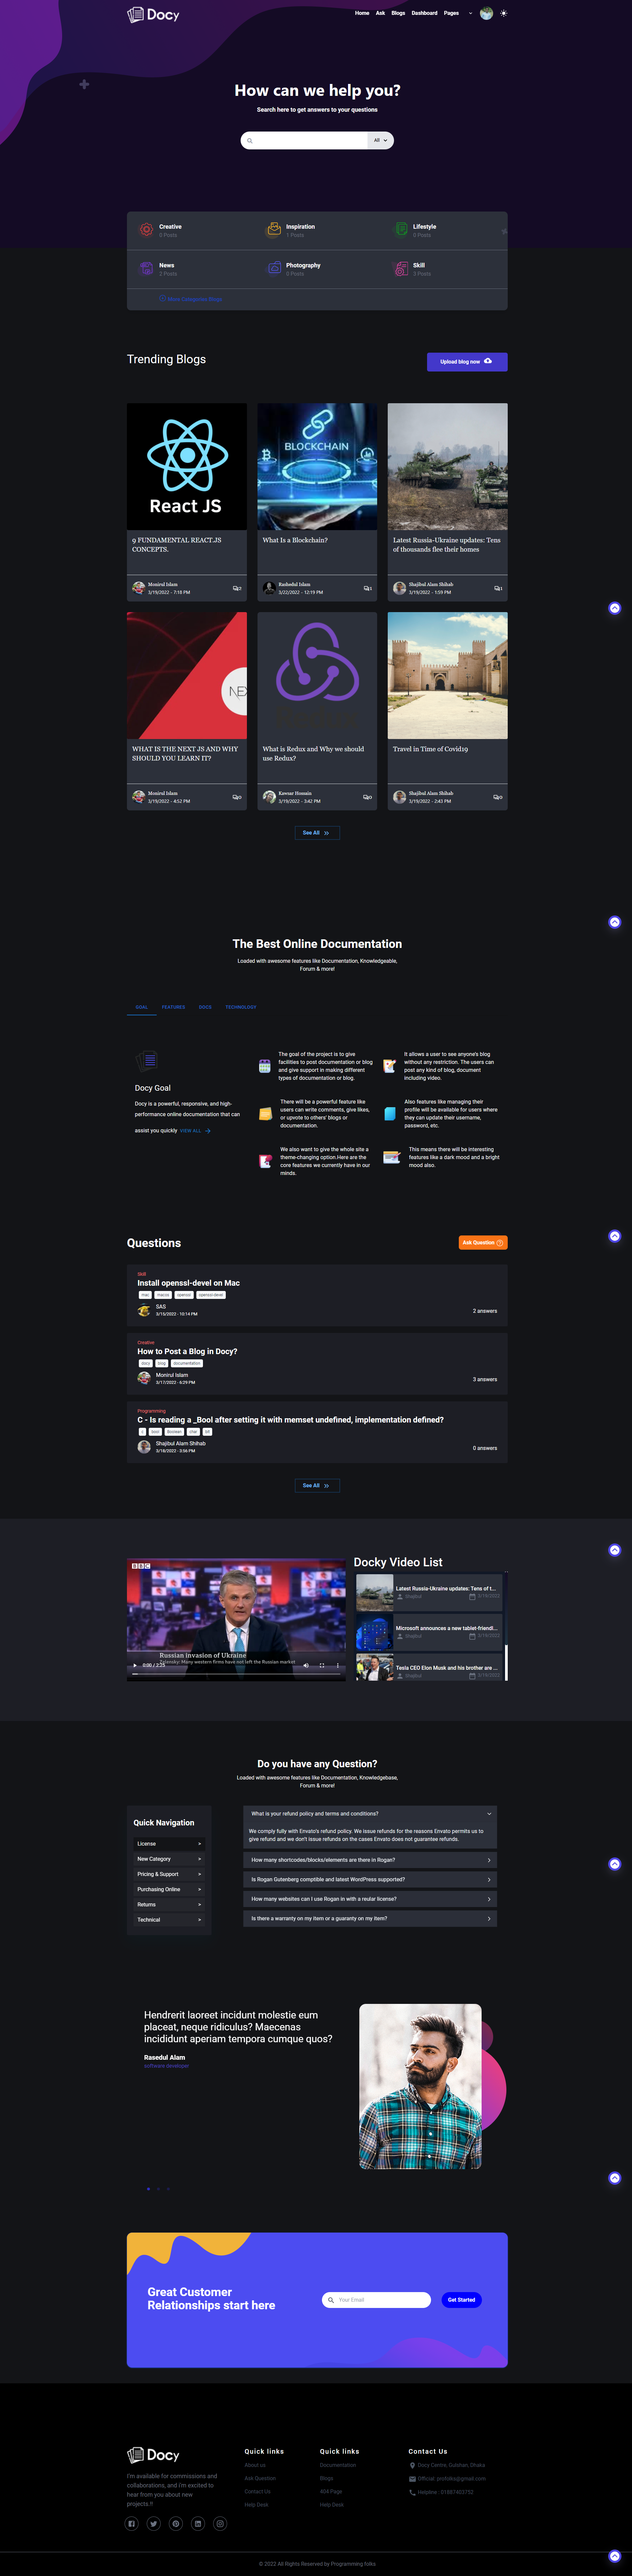 Docy
Home Ask Blogs Dashboard Pages
How can we help you?
Search here to get answers to your questions
All
Creative
0 Posts
Inspiration
1 Posts
Lifestyle
0 Posts
News
2 Posts
Photography
0 Posts
Skill
3 Posts
Trending Blogs
Upload blog now
React JS
BLOCKCHAIN
9 FUNDAMENTAL REACT.JS
CONCEPTS.
What Is a Blockchain?
Latest Russia-Ukraine updates: Tens
of thousands flee their homes
Monirul Islam
3/19/2022 - 7:18 PM
Rashedul Islam
3/22/2022 - 12:19 PM
Shajibul Alam Shihab
3/19/2022 - 1:59 PM
NEX
WHAT IS THE NEXT JS AND WHY
SHOULD YOU LEARN IT?
What is Redux and Why we should
use Redux?
Travel in Time of Covid19
Monirul Islam
3/19/2022 - 4:52 PM
Kawsar Hussain
3/19/2022 - 3:42 PM
Shajibul Alam Shihab
3/19/2022 - 2:43 PM
See All
The Best Online Documentation
Loaded with awesome features like Documentation, Knowledgeable,
Forum & more!
GOAL FEATURES DOCS TECHNOLOGY
Docy Goal
Docy is a powerful, responsive, and high-
performance online documentation that can
assist you quickly VIEW ALL
The goal of the project is to give
facilities to post documentation or blog
and give support in making different
types of documentation or blog.
It allows a user to see anyone's blog
without any restriction. The users can
post any kind of blog, document
including video.
There will be a powerful feature like
users can write comments, give likes,
or upvote to others' blogs or
documentation.
Also features like managing their
profile will be available for users where
they can update their username,
password, etc.
We also want to give the whole site a
theme-changing option.Here are the
core features we currently have in our
minds.
This means there will be interesting
features like a dark mood and a bright
mood also.
Questions
Ask Question
Skill
Install openssl-devel on Mac
mac macos openssl openssl-devel
SAS
3/15/2022 - 10:14 PM
2 answers
Creative
How to Post a Blog in Docy?
docy blog documentation
Monirul Islam
3/17/2022 - 6:29 PM
3 answers
Programming
C - Is reading a _Bool after setting it with memset undefined, implementation defined?
c bool Boolean char bit
Shajibul Alam Shihab
3/18/2022 - 3:56 PM
0 answers
See All
Docky Video List
BBC
Russian invasion of Ukraine
Zelensky: Many western firms have not left the Russian market
0:00 / 2:25
Latest Russia-Ukraine updates: Tens of t...
Shajibul
Microsoft announces a new tablet-friendl...
Shajibul
Tesla CEO Elon Musk and his brother are ...
Shajibul
Do you have any Question?
Loaded with awesome features like Documentation, Knowledgebase,
Forum & more!
Quick Navigation
License >
New Category >
Pricing & Support >
Purchasing Online >
Returns >
Technical >
What is your refund policy and terms and conditions?
We comply fully with Envato's refund policy. We issue refunds for the reasons Envato permits us to
give refund and we don't issue refunds on the cases Envato does not guarantee refunds.
How many shortcodes/blocks/elements are there in Rogan?
Is Rogan Gutenberg comptible and latest WordPress supported?
How many websites can I use Rogan in with a reular license?
Is there a warranty on my item or a guaranty on my Item?
Hendrerit laoreet incidunt molestie eum
placeat, neque ridiculus? Maecenas
incididunt aperiam tempora cumque quos?
Rasedul Alam
software developer
Great Customer
Relationships start here
Your Email
Get Started
Docy
I'm available for commissions and
collaborations, and i'm excited to
hear from you about new
projects.!!
Quick links
About us
Ask Question
Contact Us
Help Desk
Quick links
Documentation
Blogs
404 Page
Help Desk
Contact Us
Docy Centre, Gulshan, Dhaka
Helpline : 01887403752
© 2022 All Rights Reserved by Programming folks